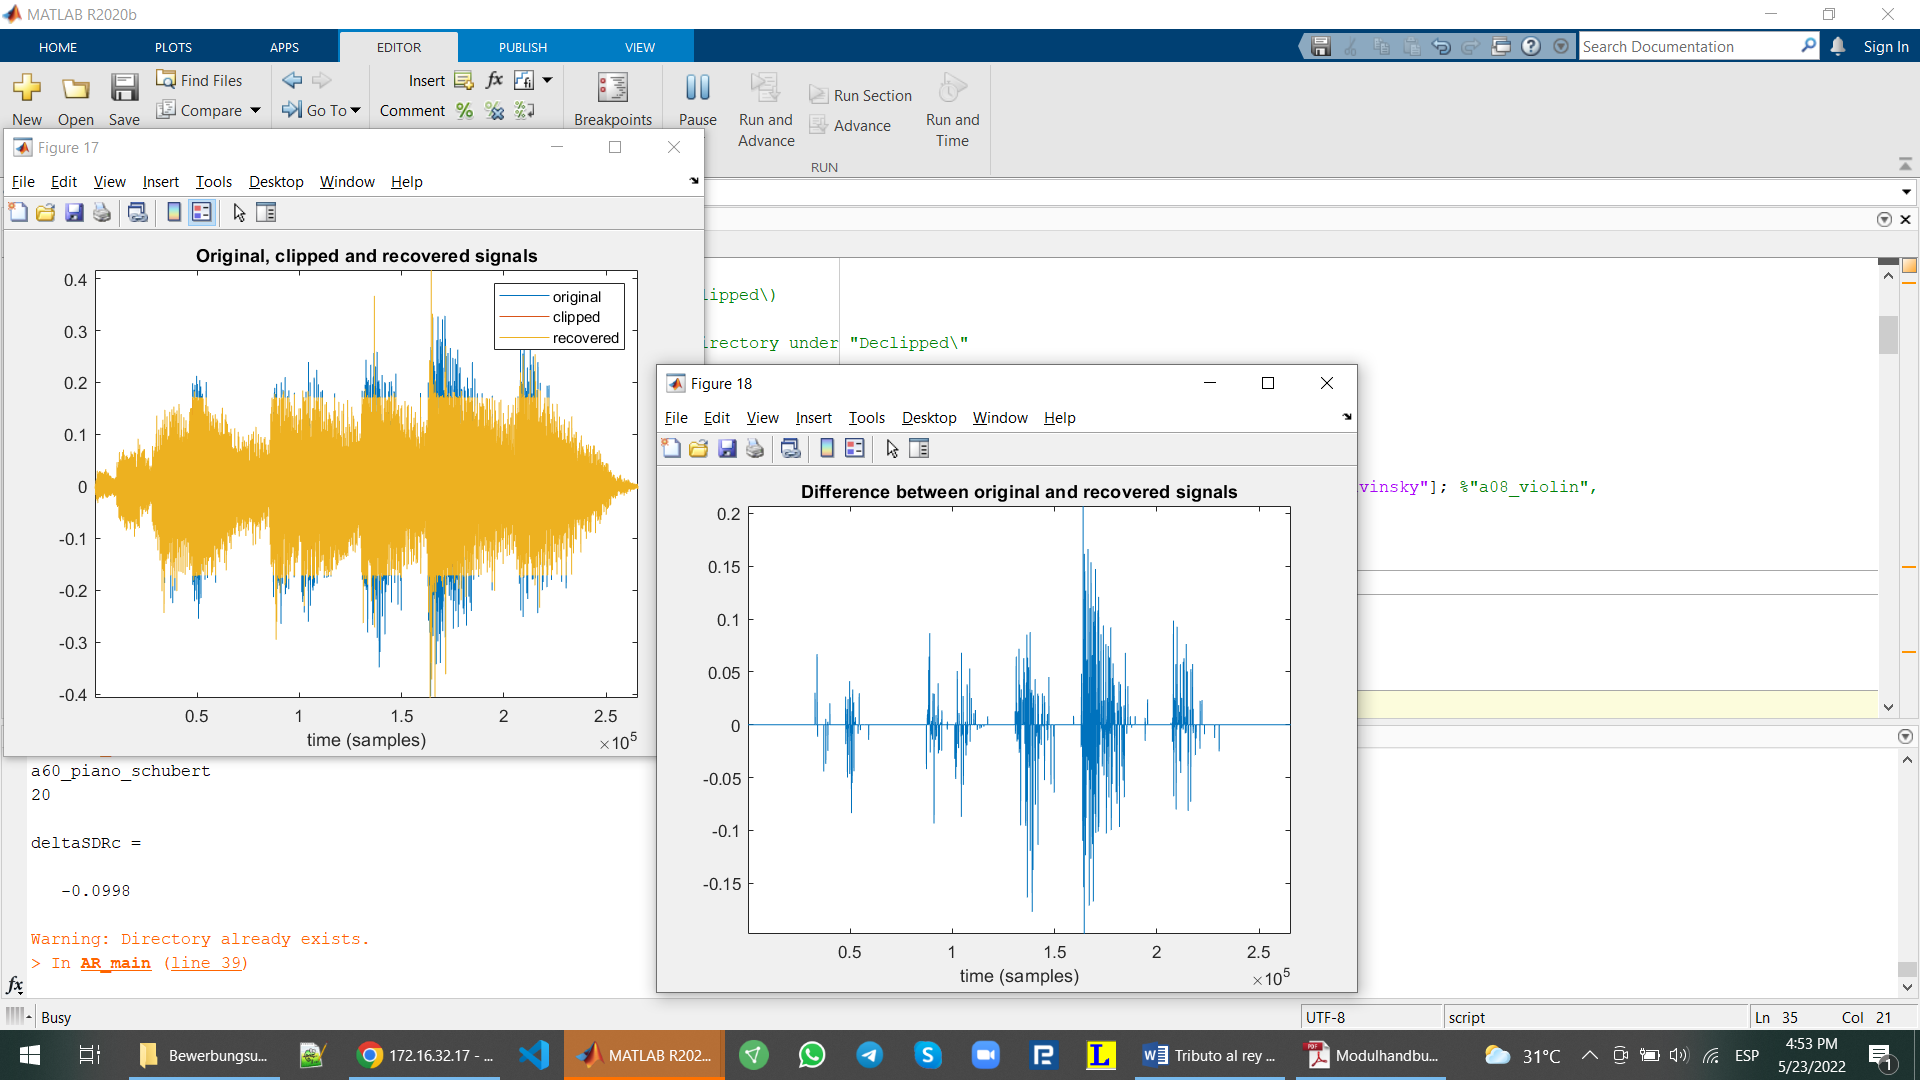 MATLAB R2020b
HOME PLOTS APPS EDITOR PUBLISH VIEW Search Documentation Sign In
New Open Save Find Files Compare Go To Insert Comment fx fi Breakpoints Pause Run and Advance Run Section Advance Run and Time
RUN
Figure 17
File Edit View Insert Tools Desktop Window Help
Original, clipped and recovered signals
original
clipped
recovered
0.4
0.3
0.2
0.1
0
-0.1
-0.2
-0.3
-0.4
0.5 1 1.5 2 2.5
time (samples) ×10⁵
lipped\)
irectory under "Declipped\"
vinsky"]; %"a08_violin",
Figure 18
File Edit View Insert Tools Desktop Window Help
Difference between original and recovered signals
0.2
0.15
0.1
0.05
0
-0.05
-0.1
-0.15
0.5 1 1.5 2 2.5
time (samples) ×10⁵
a60_piano_schubert
20
deltaSDRc =
-0.0998
Warning: Directory already exists.
> In AR_main (line 39)
fx
Busy UTF-8 script Ln 35 Col 21
Bewerbungsu... 172.16.32.17 - ... MATLAB R202... Tributo al rey ... Modulhandbu... 31°C ESP 4:53 PM
5/23/2022 1